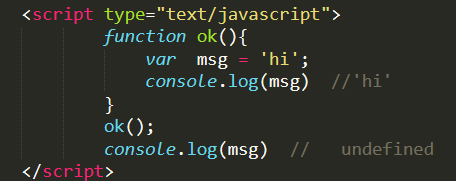 <script type="text/javascript">
function ok(){
var  msg = 'hi';
console.log(msg)  //'hi'
}
ok();
console.log(msg)  //   undefined
</script>